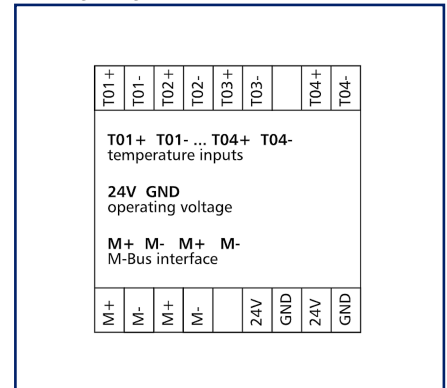 T01+ T01- T02+ T02- T03+ T03- T04+ T04-
T01+ T01- ... T04+ T04-
temperature inputs
24V GND
operating voltage
M+ M- M+ M-
M-Bus interface
M+ M- M+ M- 24V GND 24V GND